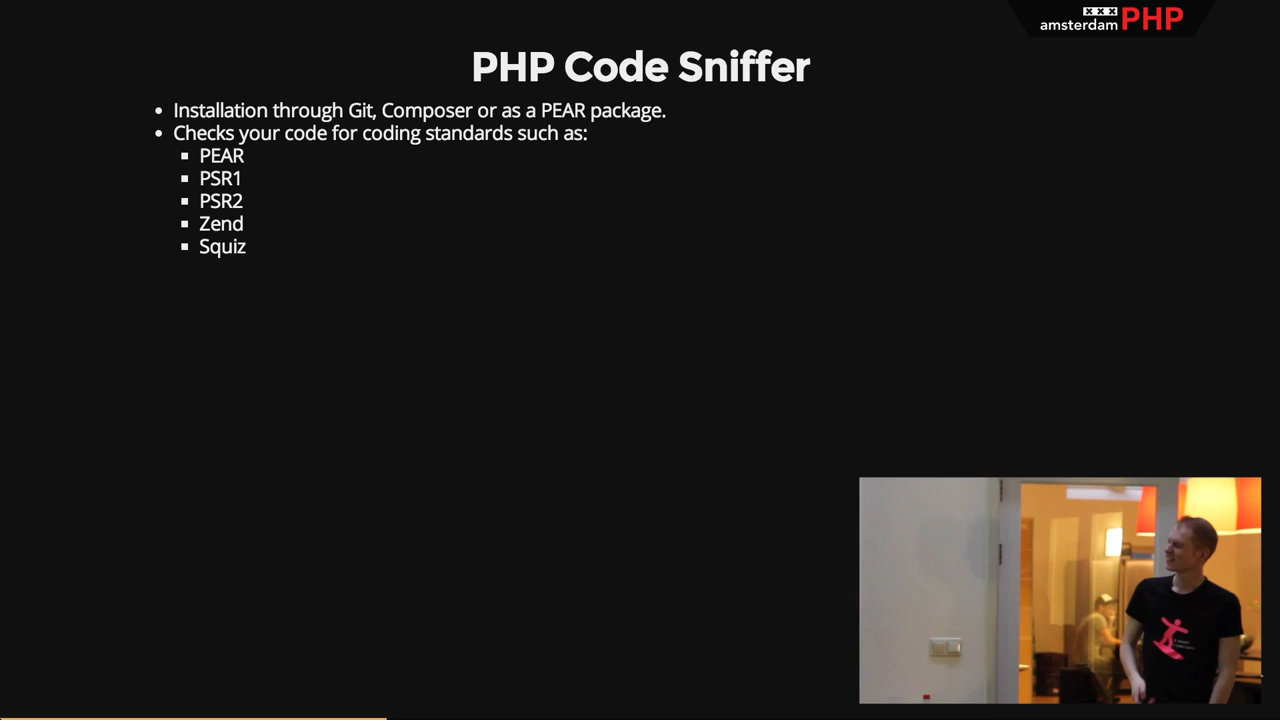 xxx
amsterdam PHP
PHP Code Sniffer
• Installation through Git, Composer or as a PEAR package.
• Checks your code for coding standards such as:
▪ PEAR
▪ PSR1
▪ PSR2
▪ Zend
▪ Squiz